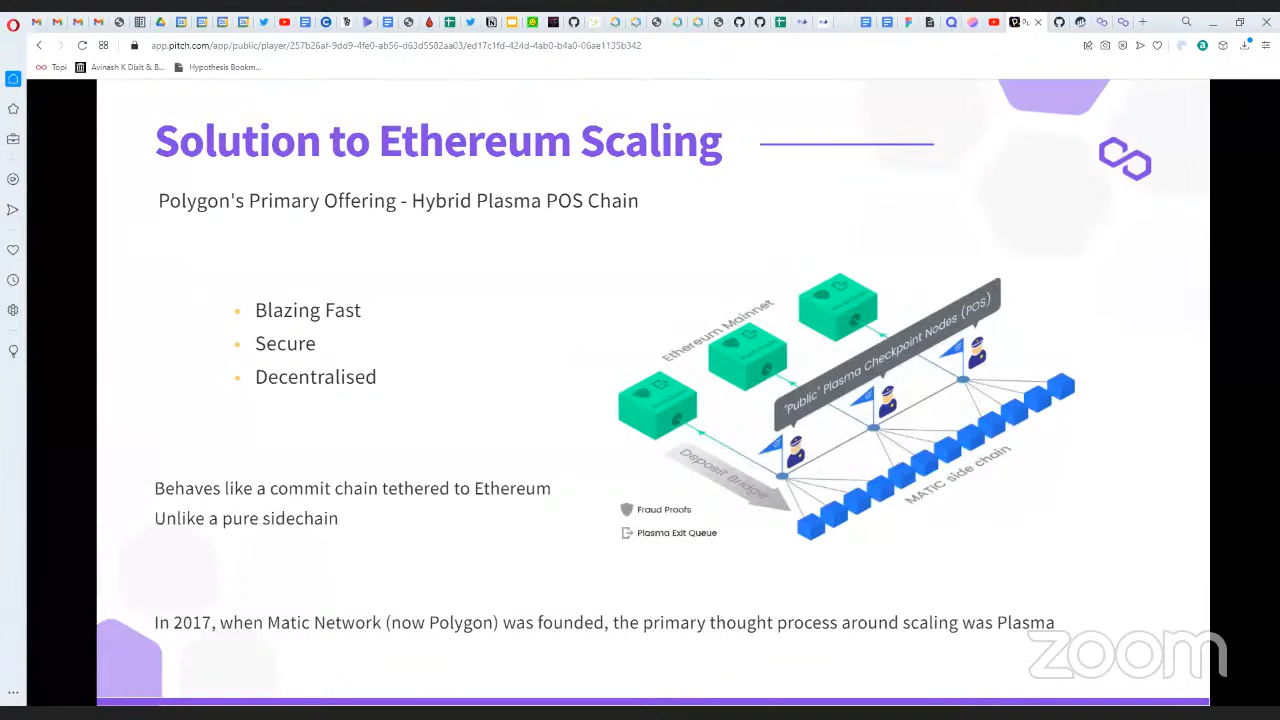 app.pitch.com/app/public/player/257b26af-9dd9-4fe0-ab56-d63d5582aa03/ed17c1fd-424d-4ab8-b4a0-06ae1135b342
Topi
Avinash K Dixit & B...
Hypothesis Bookm...
Solution to Ethereum Scaling
Polygon's Primary Offering - Hybrid Plasma POS Chain
• Blazing Fast
• Secure
• Decentralised
Ethereum Mainnet
"Public" Plasma Checkpoint Nodes (POS)
Deposit Bridge
MATIC side chain
Fraud Proofs
Plasma Exit Queue
Behaves like a commit chain tethered to Ethereum
Unlike a pure sidechain
In 2017, when Matic Network (now Polygon) was founded, the primary thought process around scaling was Plasma
zoom